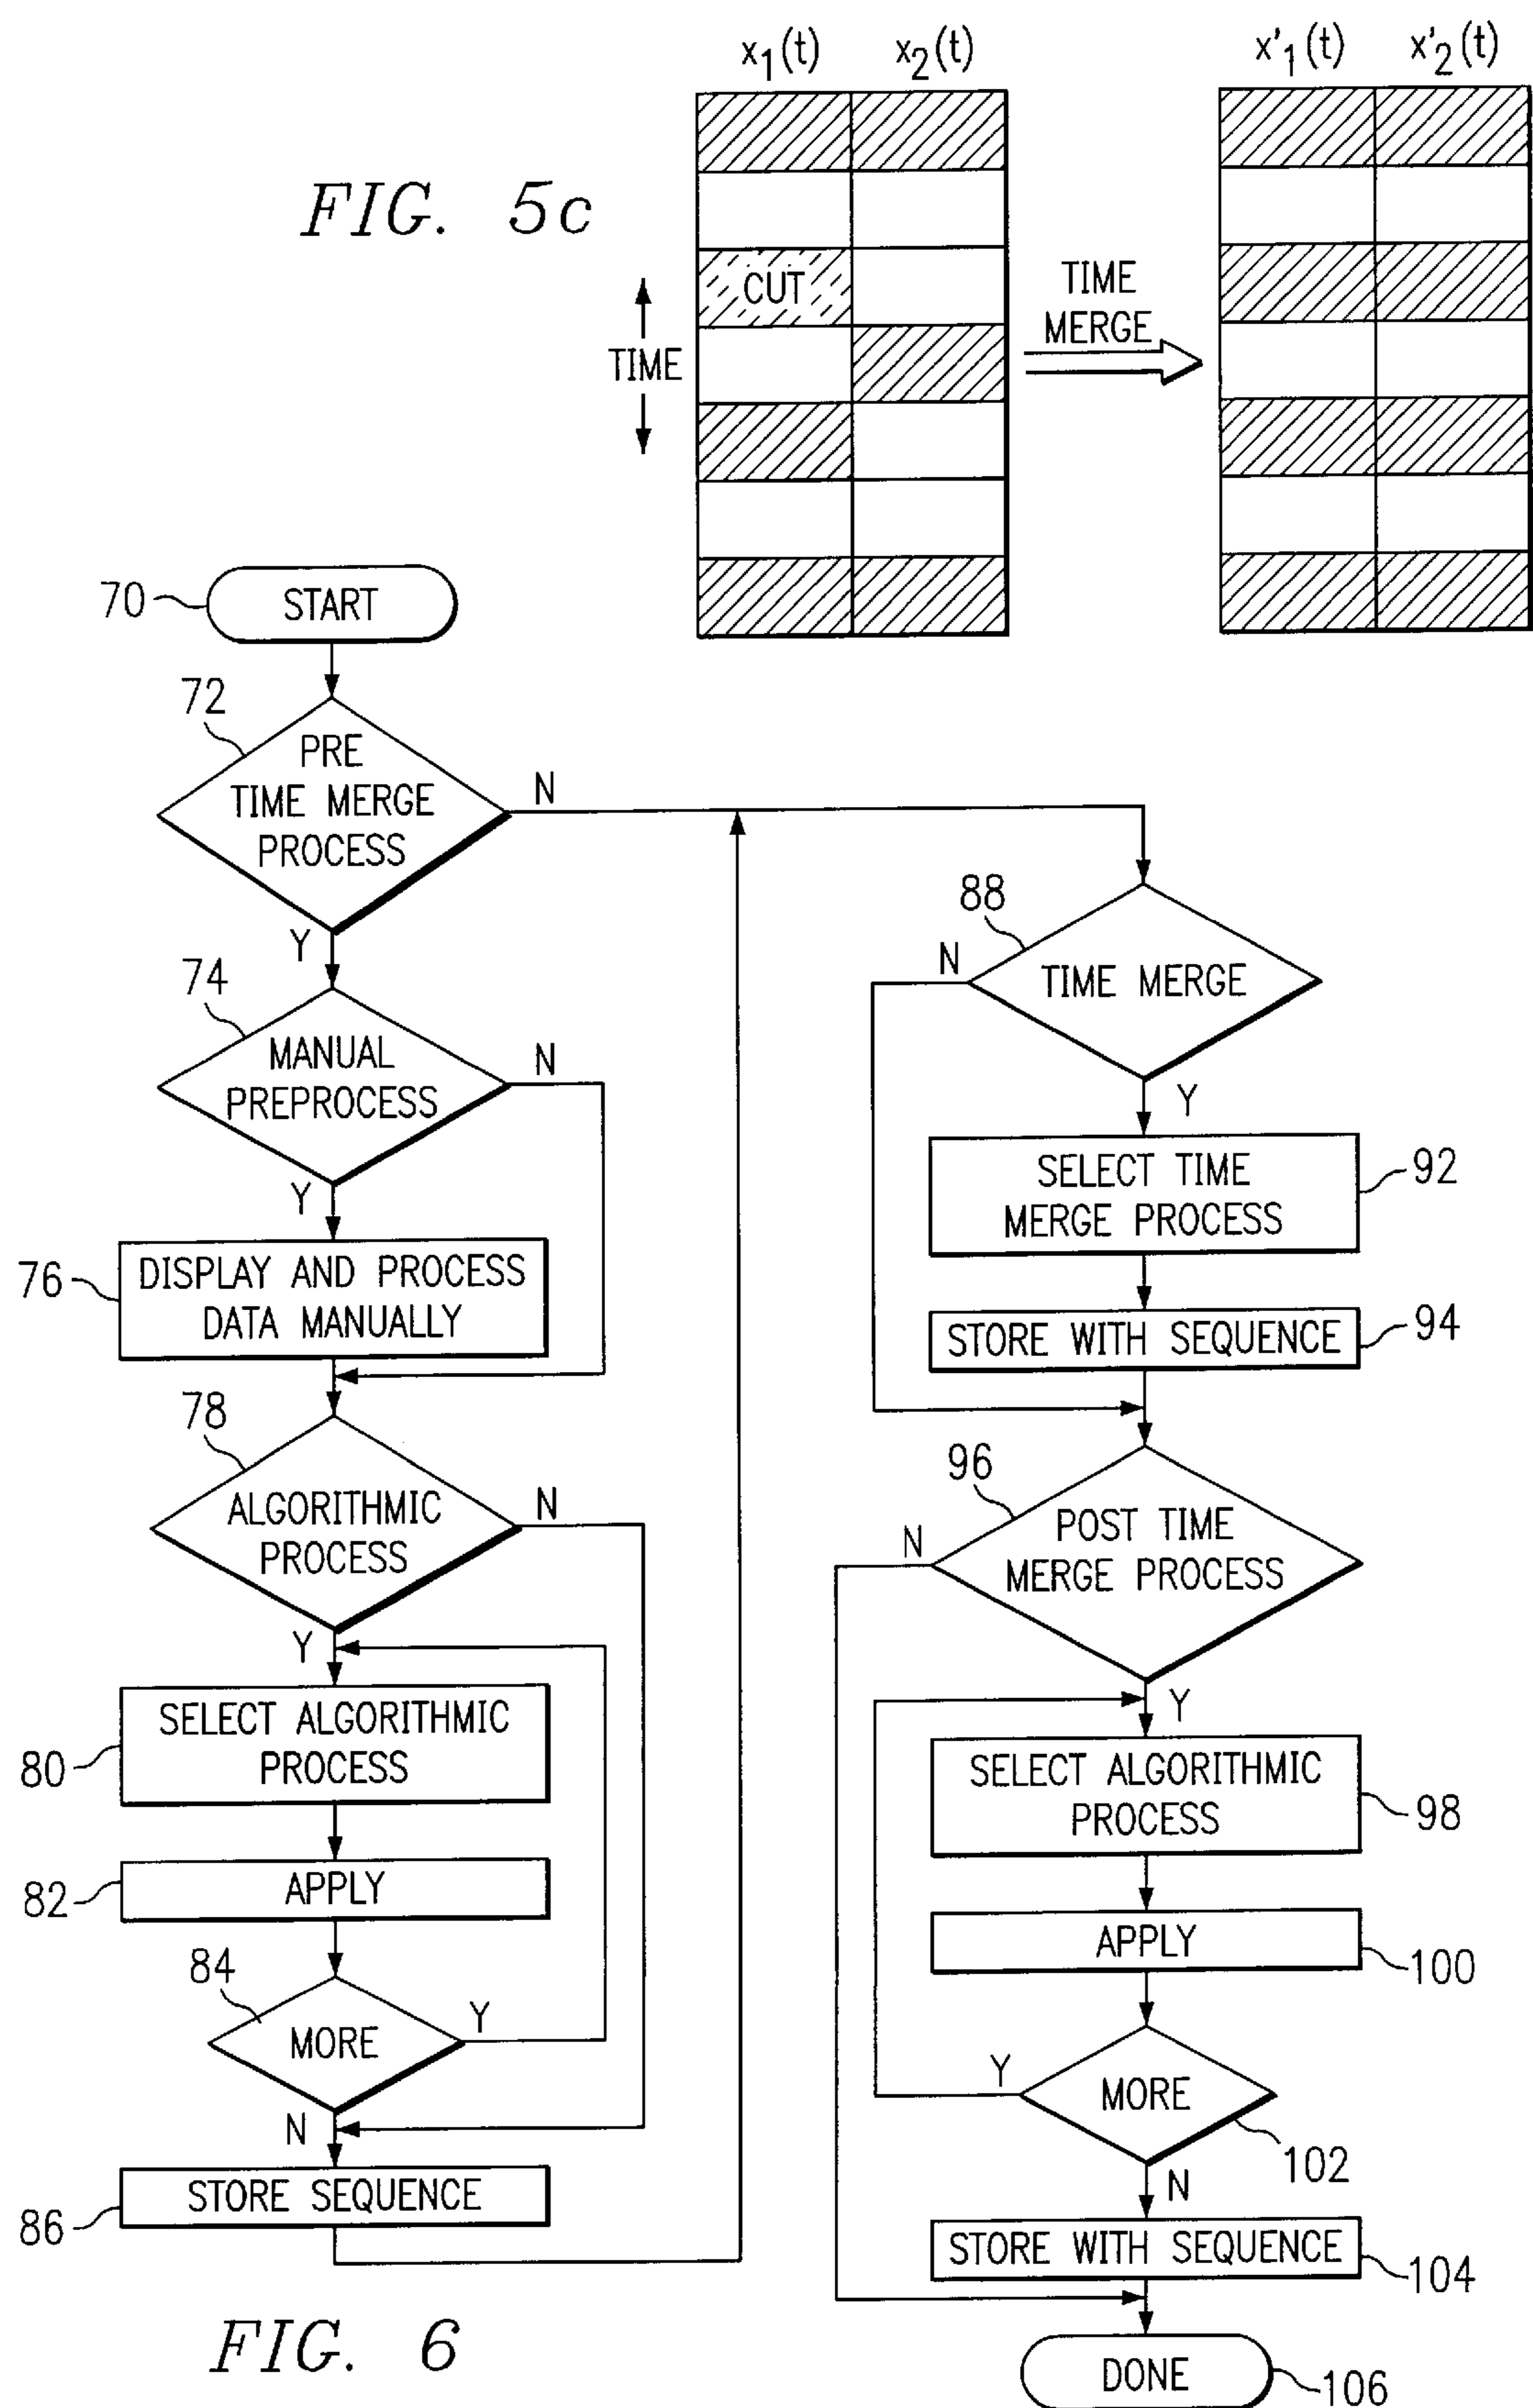 x1(t) x2(t) x'1(t) x'2(t)
FIG. 5c
CUT
TIME
TIME
MERGE
70
START
72
PRE
TIME MERGE
PROCESS
N
Y
74
MANUAL
PREPROCESS
N
Y
76
DISPLAY AND PROCESS
DATA MANUALLY
78
ALGORITHMIC
PROCESS
N
Y
80
SELECT ALGORITHMIC
PROCESS
82
APPLY
84
MORE
Y
N
86
STORE SEQUENCE
FIG. 6
88
N
TIME MERGE
Y
SELECT TIME
MERGE PROCESS
92
STORE WITH SEQUENCE
94
96
N
POST TIME
MERGE PROCESS
Y
SELECT ALGORITHMIC
PROCESS
98
APPLY
100
Y
MORE
102
N
STORE WITH SEQUENCE
104
DONE
106